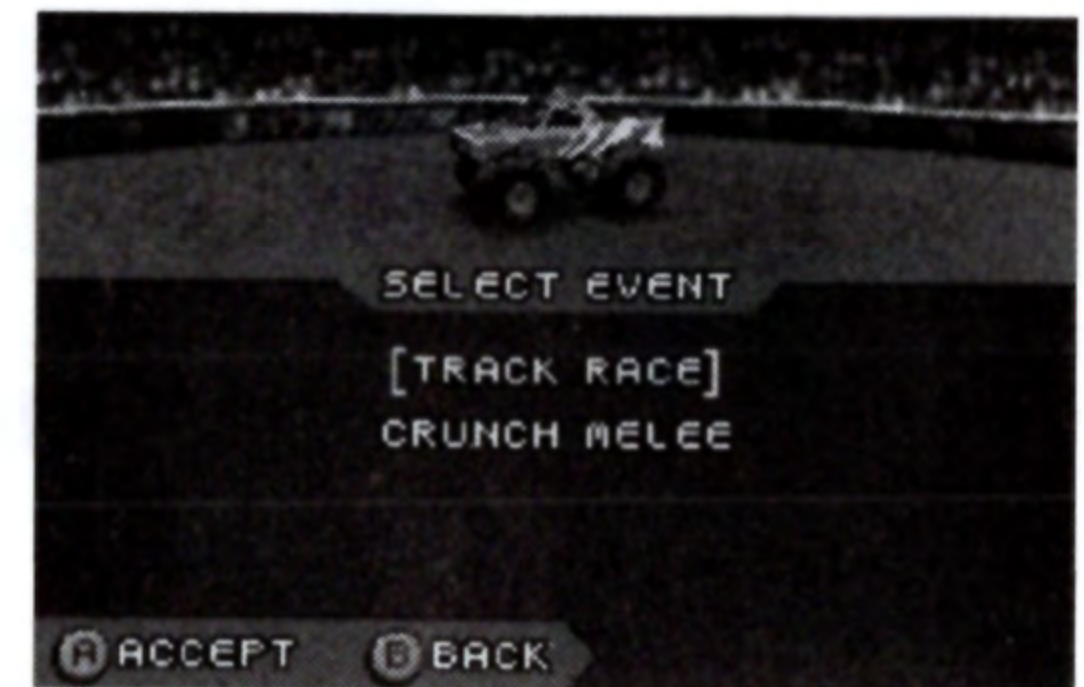 SELECT EVENT
[TRACK RACE]
CRUNCH MELEE
A ACCEPT B BACK